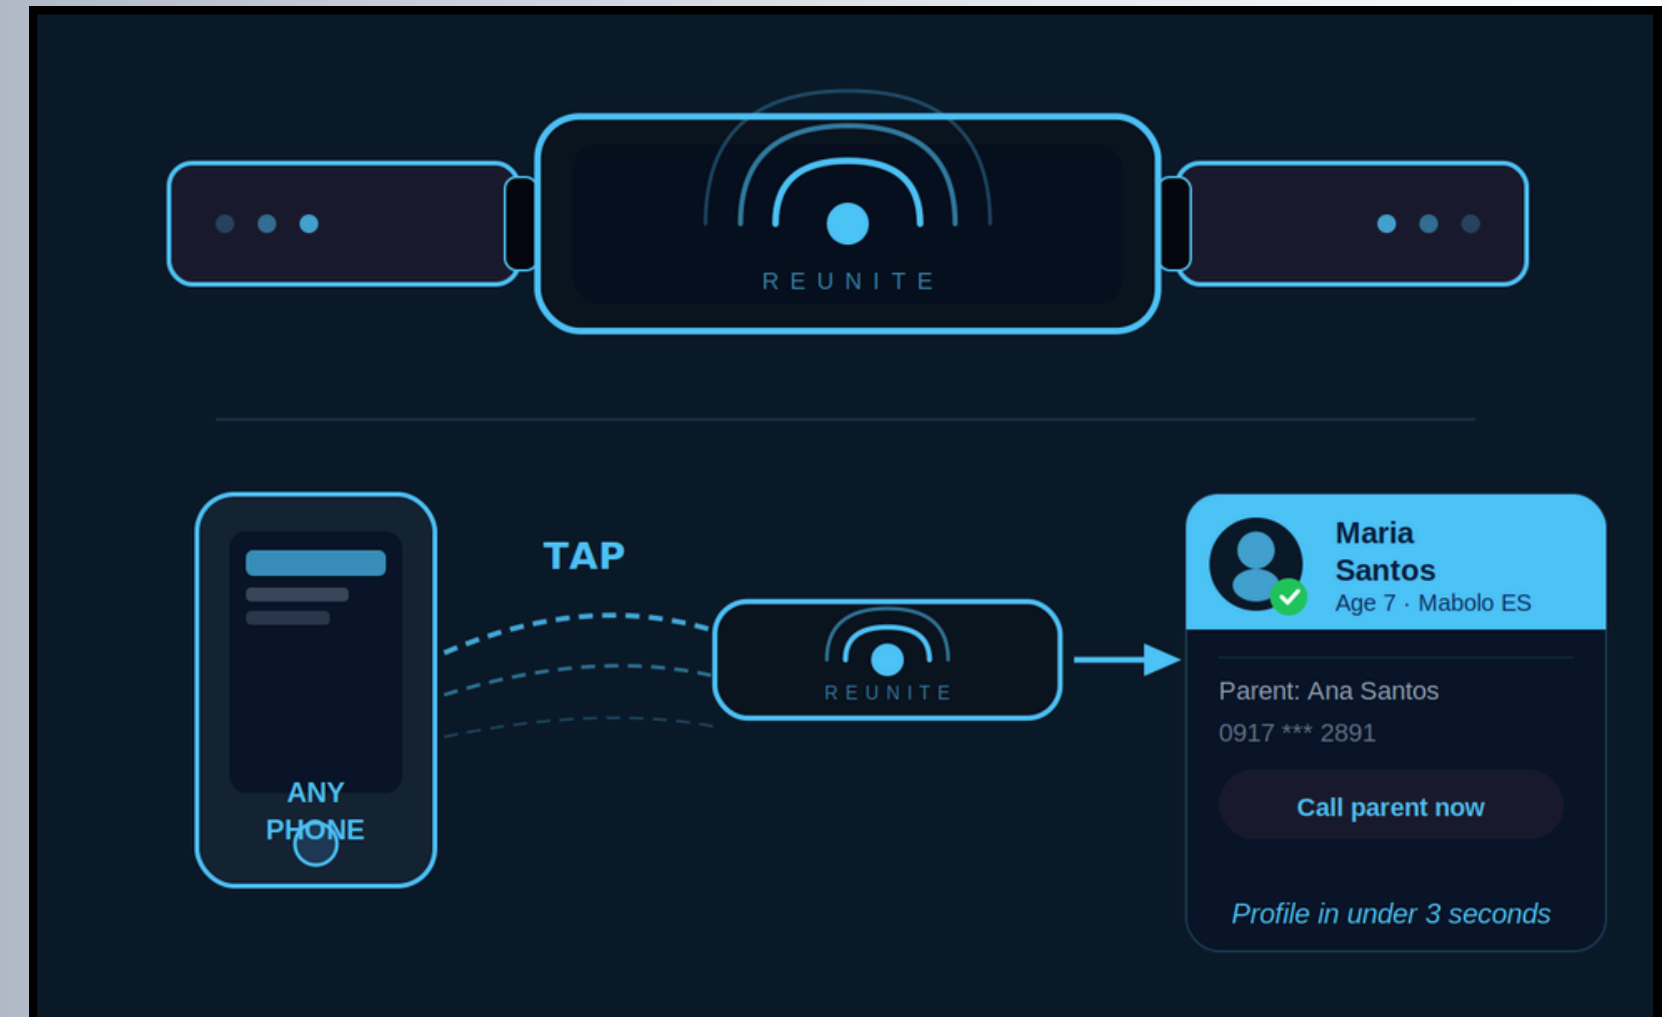 REUNITE
TAP
ANY
PHONE
REUNITE
Maria
Santos
Age 7 · Mabolo ES
Parent: Ana Santos
0917 *** 2891
Call parent now
Profile in under 3 seconds